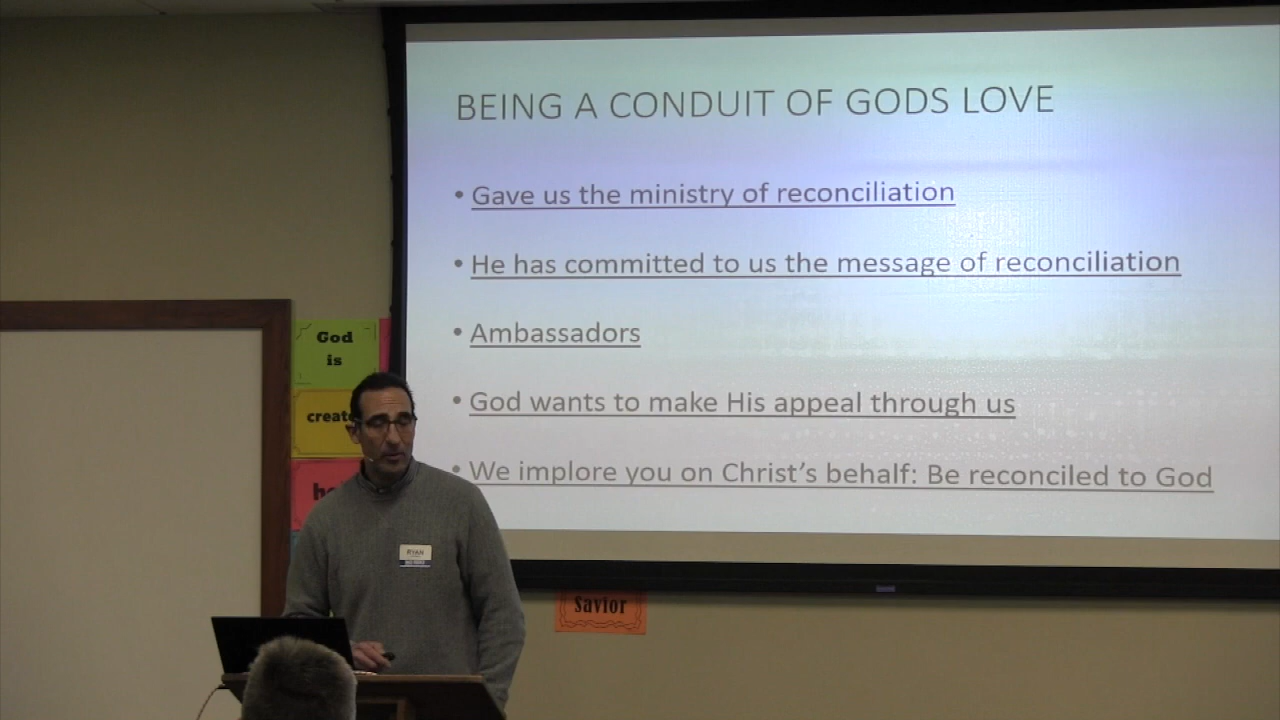 BEING A CONDUIT OF GODS LOVE
• Gave us the ministry of reconciliation
• He has committed to us the message of reconciliation
• Ambassadors
• God wants to make His appeal through us
• We implore you on Christ's behalf: Be reconciled to God
God
is
RYAN
Savior